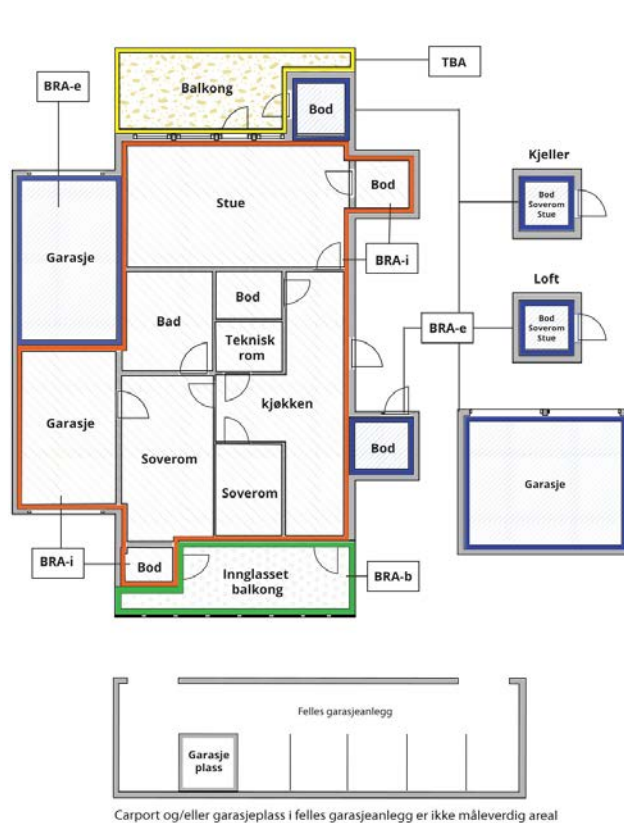 TBA
BRA-e
Balkong
Bod
Kjeller
Bod
Soverom
Stue
Stue
Bod
BRA-i
Garasje
Bod
Bad
Teknisk
rom
Loft
Bod
Soverom
Stue
BRA-e
kjøkken
Garasje
Soverom
Bod
Soverom
Garasje
BRA-i
Bod
Innglasset
balkong
BRA-b
Felles garasjeanlegg
Garasje
plass
Carport og/eller garasjeplass i felles garasjeanlegg er ikke måleverdig areal